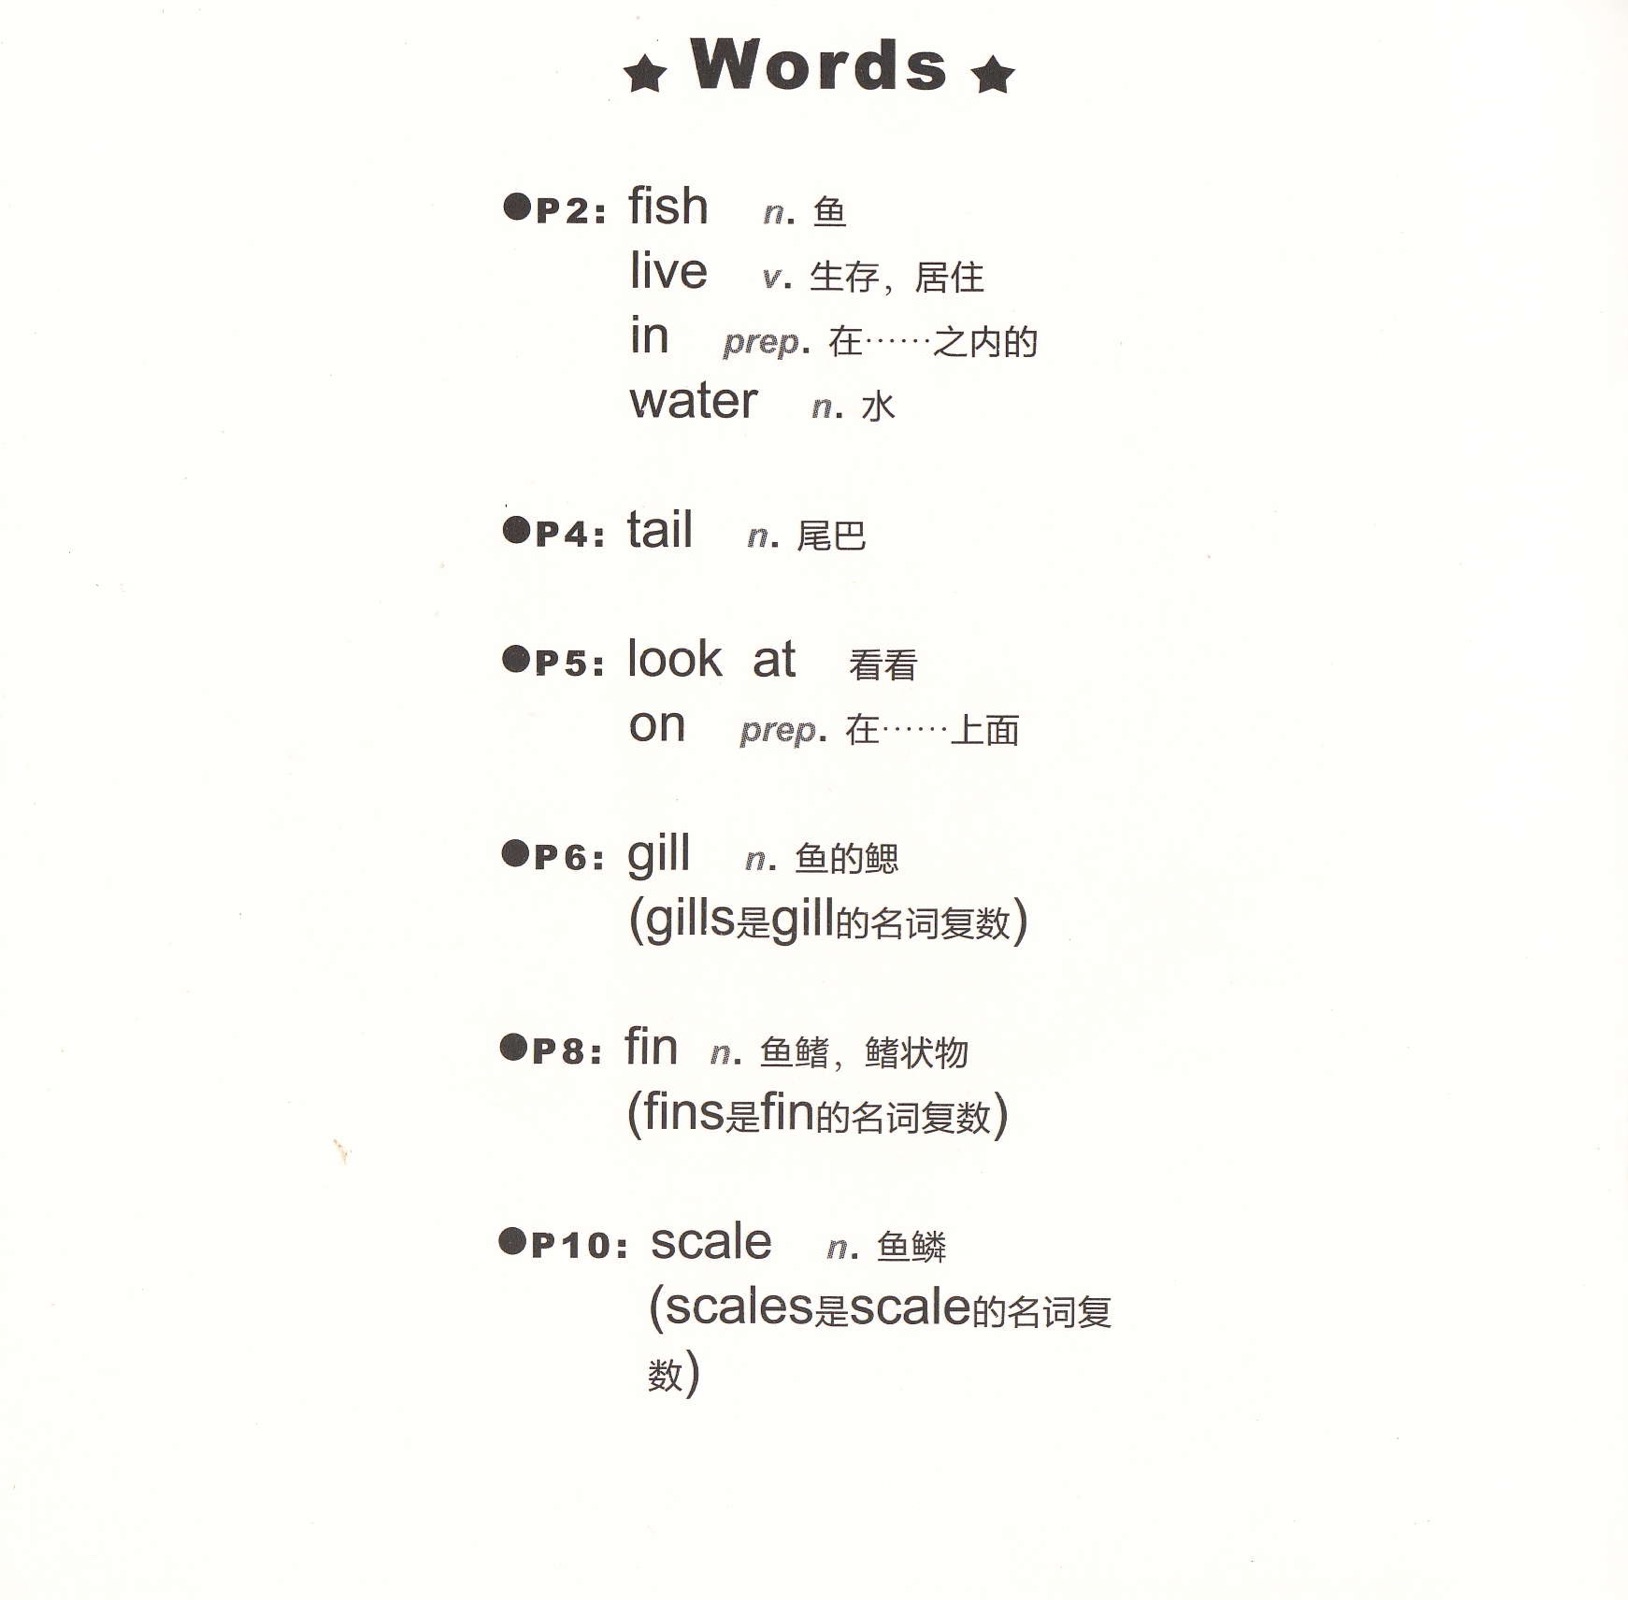 ★ Words ★
●P2: fish n. 鱼
live v. 生存，居住
in prep. 在……之内的
water n. 水
●P4: tail n. 尾巴
●P5: look at 看看
on prep. 在……上面
●P6: gill n. 鱼的鳃
(gills是gill的名词复数)
●P8: fin n. 鱼鳍，鳍状物
(fins是fin的名词复数)
●P10: scale n. 鱼鳞
(scales是scale的名词复
数)